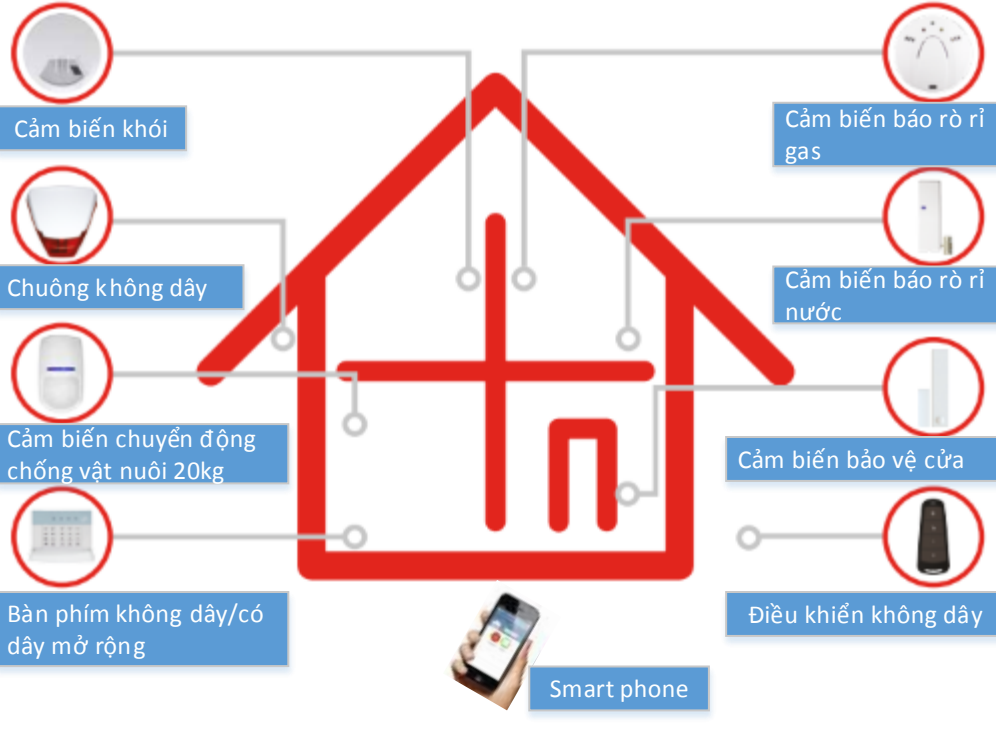 Cảm biến khói
Cảm biến báo rò rỉ
gas
Chuông không dây
Cảm biến báo rò rỉ
nước
Cảm biến chuyển động
chống vật nuôi 20kg
Cảm biến bảo vệ cửa
Bàn phím không dây/có
dây mở rộng
Điều khiển không dây
Smart phone